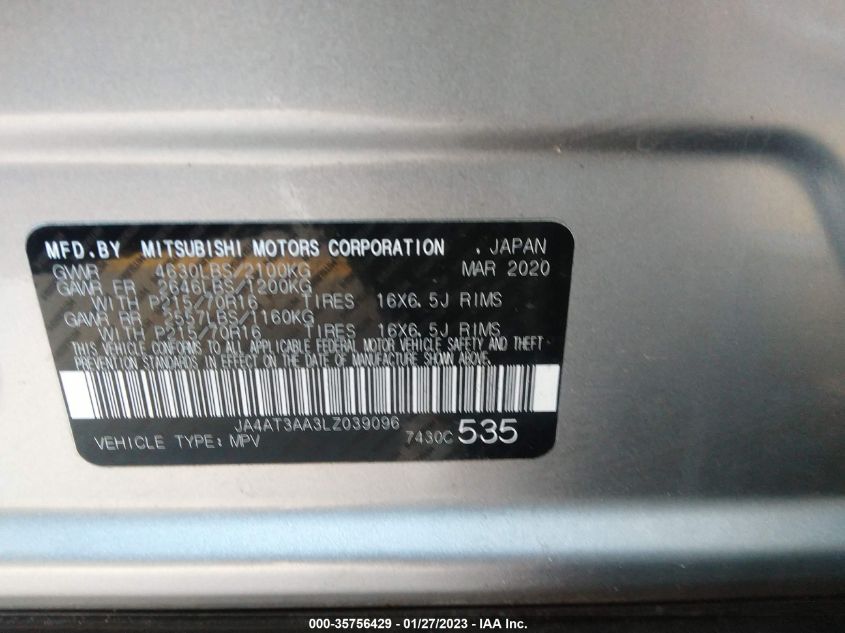 MFD.BY MITSUBISHI MOTORS CORPORATION . JAPAN
GVWR 4630LBS/2100KG MAR 2020
GAWR FR 2646LBS/1200KG
WITH P215/70R16 TIRES 16X6.5J RIMS
GAWR RR 2557LBS/1160KG
WITH P215/70R16 TIRES 16X6.5J RIMS
THIS VEHICLE CONFORMS TO ALL APPLICABLE FEDERAL MOTOR VEHICLE SAFETY AND THEFT
PREVENTION STANDARDS IN EFFECT ON THE DATE OF MANUFACTURE SHOWN ABOVE.
JA4AT3AA3LZ039096
VEHICLE TYPE: MPV 7430C 535
000-35756429 - 01/27/2023 - © IAA Inc.